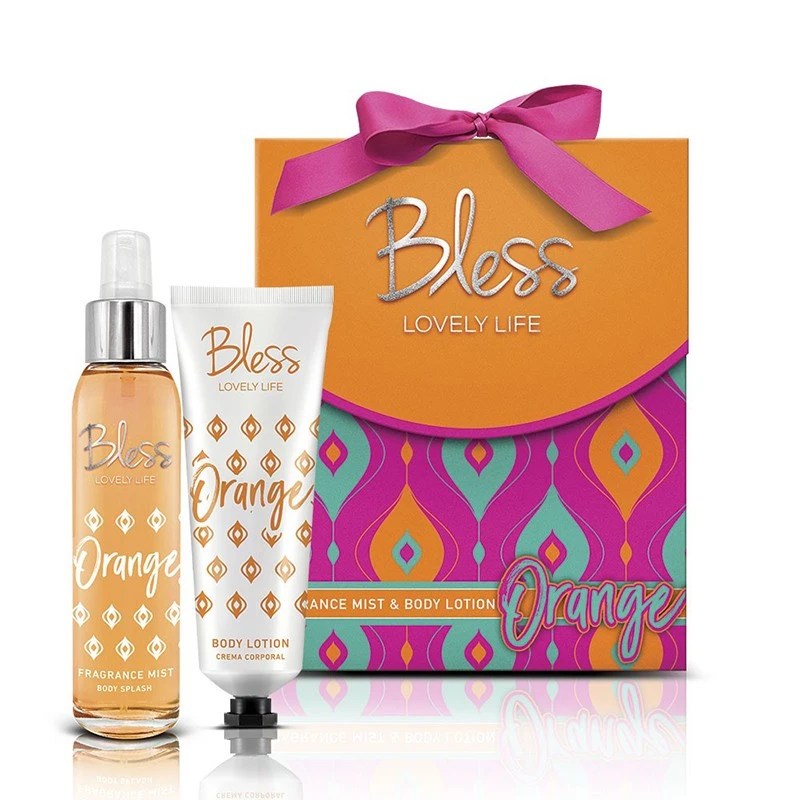 Bless
LOVELY LIFE
RANCE MIST & BODY LOTION
Orange
Bless
LOVELY LIFE
Orange
BODY LOTION
CREMA CORPORAL
Bless
LOVELY LIFE
Orange
FRAGRANCE MIST
BODY SPLASH